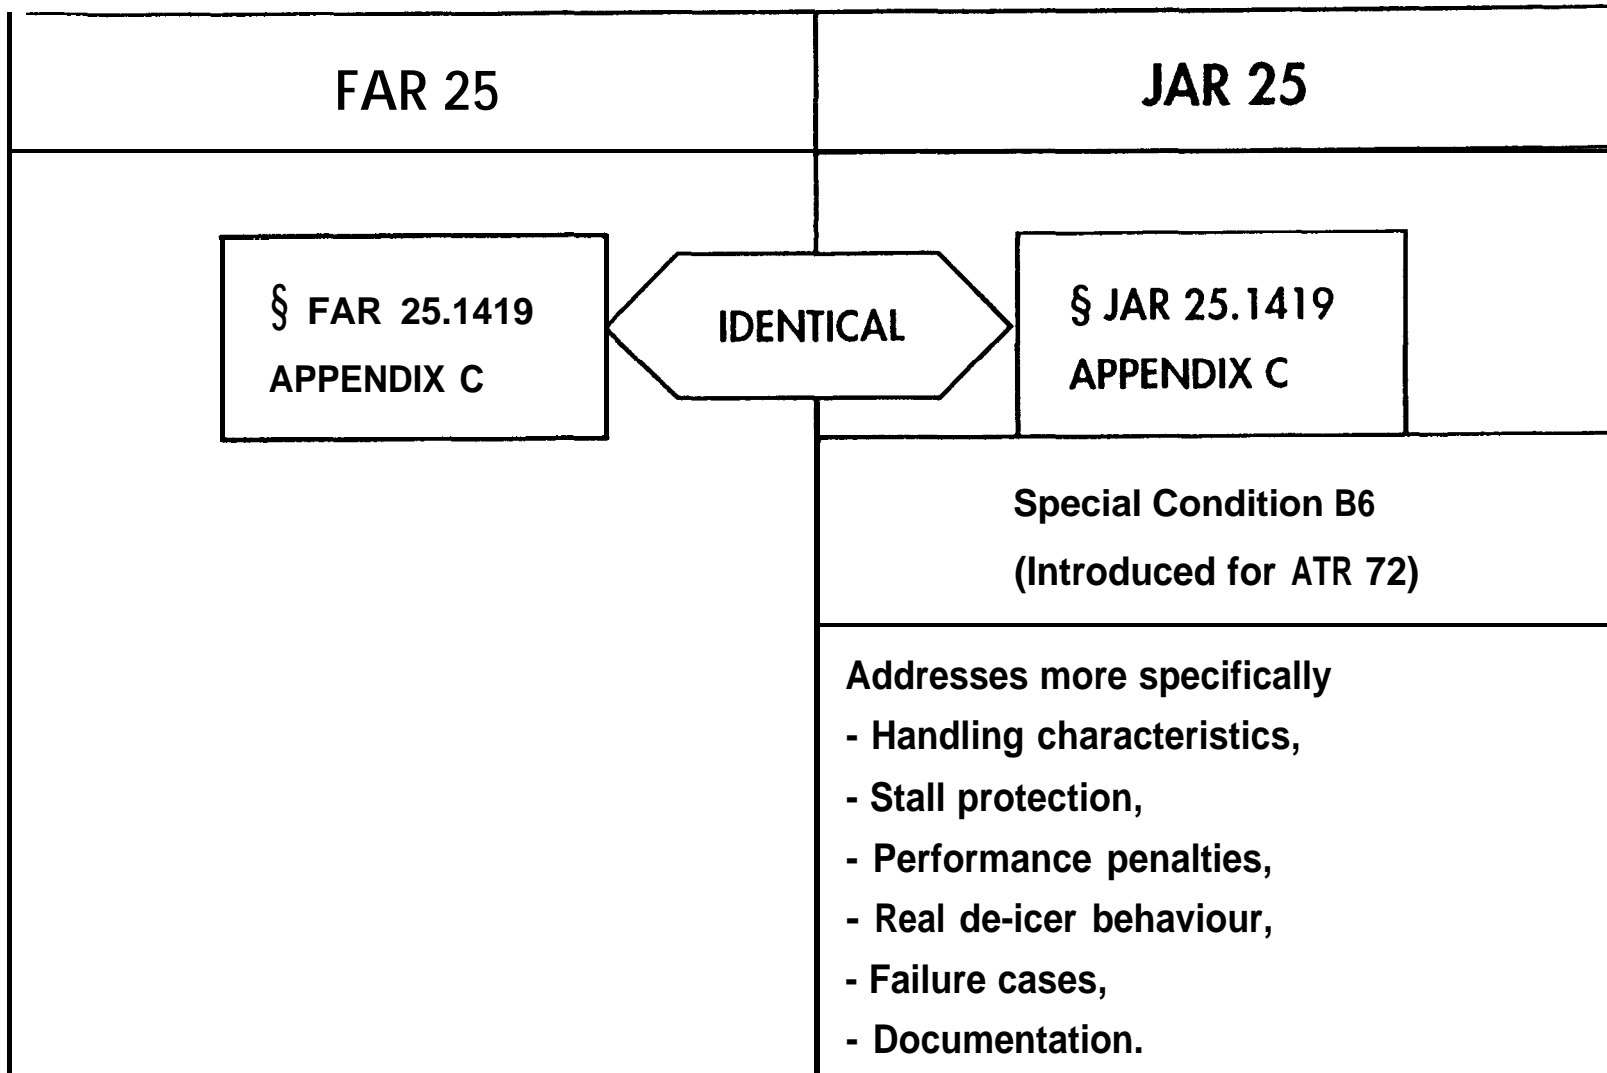 FAR 25
JAR 25
§ FAR 25.1419
APPENDIX C
IDENTICAL
§ JAR 25.1419
APPENDIX C
Special Condition B6
(Introduced for ATR 72)
Addresses more specifically
- Handling characteristics,
- Stall protection,
- Performance penalties,
- Real de-icer behaviour,
- Failure cases,
- Documentation.